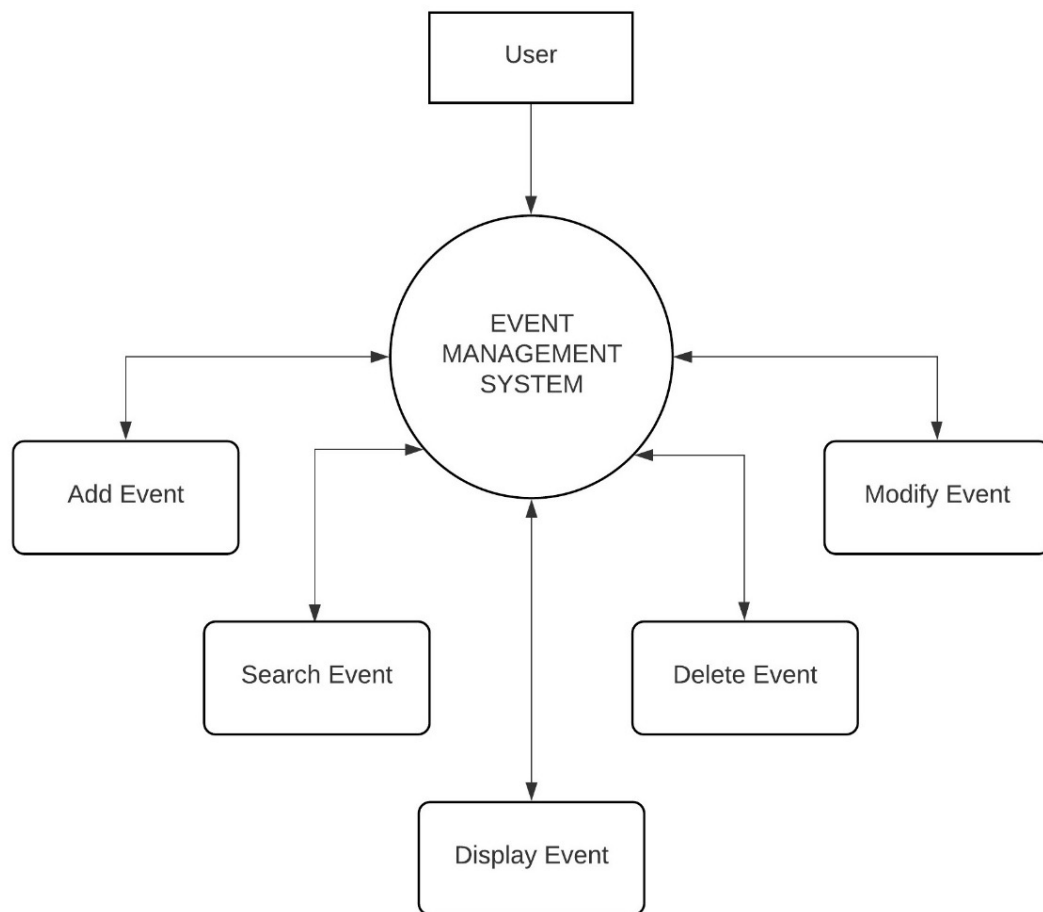 User
EVENT
MANAGEMENT
SYSTEM
Add Event
Modify Event
Search Event
Delete Event
Display Event